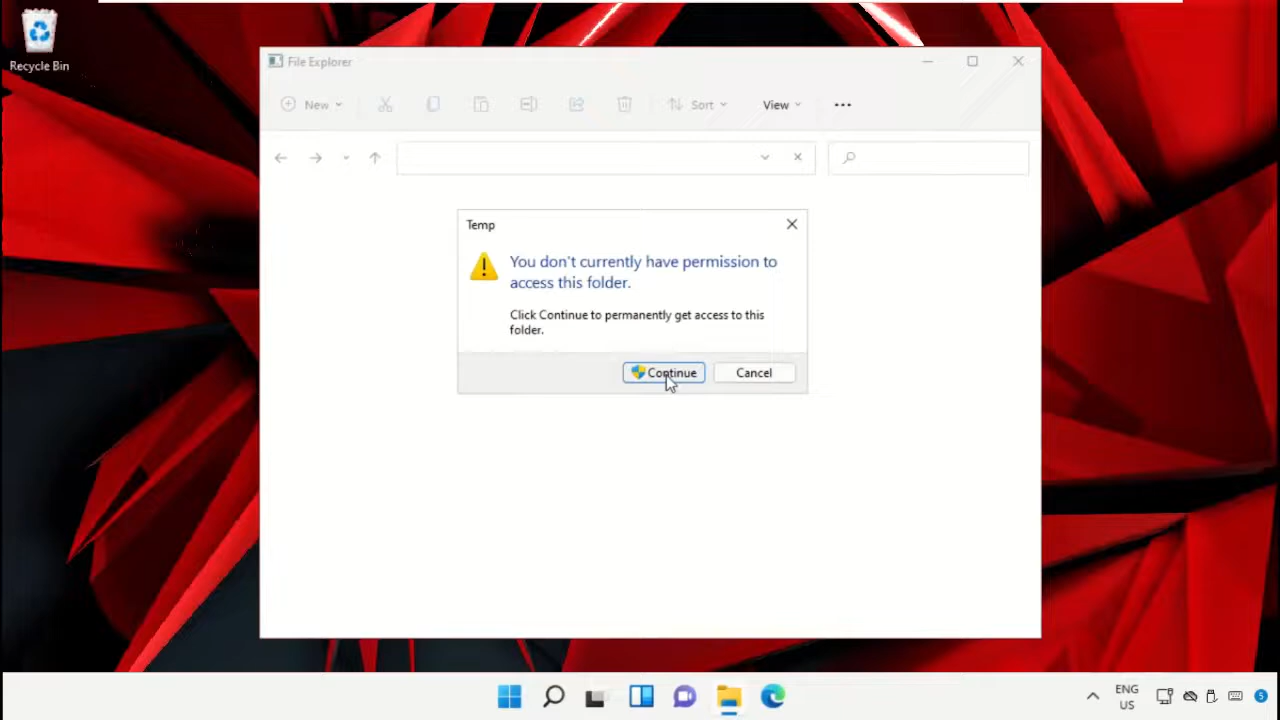 Recycle Bin
File Explorer
New
Sort
View
Temp
You don't currently have permission to
access this folder.
Click Continue to permanently get access to this
folder.
Continue
Cancel
ENG
US
5